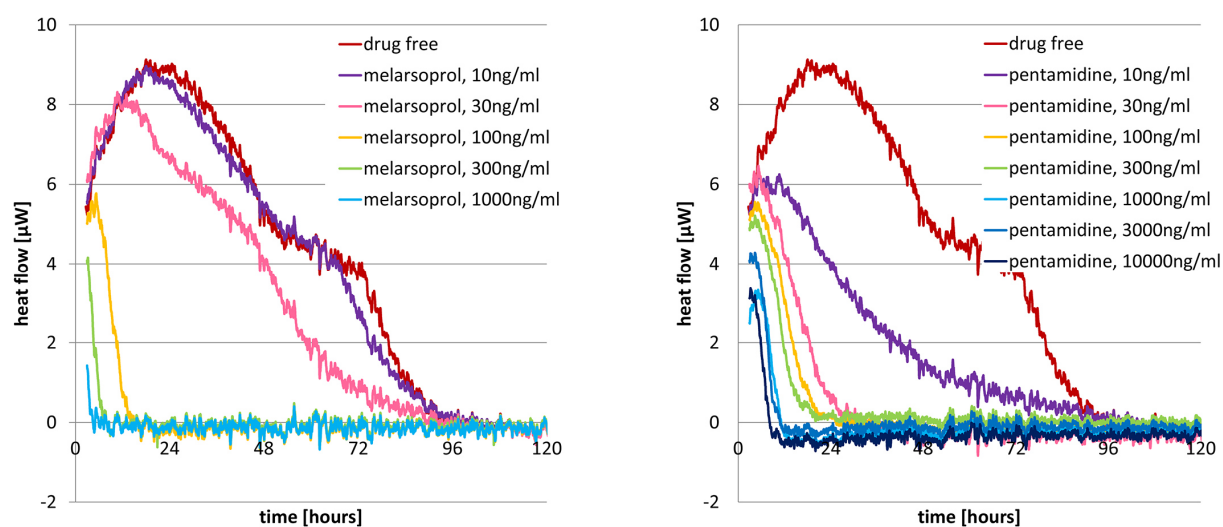 10
8
6
4
2
0
-2
heat flow [µW]
0 24 48 72 96 120
time [hours]
drug free
melarsoprol, 10ng/ml
melarsoprol, 30ng/ml
melarsoprol, 100ng/ml
melarsoprol, 300ng/ml
melarsoprol, 1000ng/ml
10
8
6
4
2
0
-2
heat flow [µW]
0 24 48 72 96 120
time [hours]
drug free
pentamidine, 10ng/ml
pentamidine, 30ng/ml
pentamidine, 100ng/ml
pentamidine, 300ng/ml
pentamidine, 1000ng/ml
pentamidine, 3000ng/ml
pentamidine, 10000ng/ml